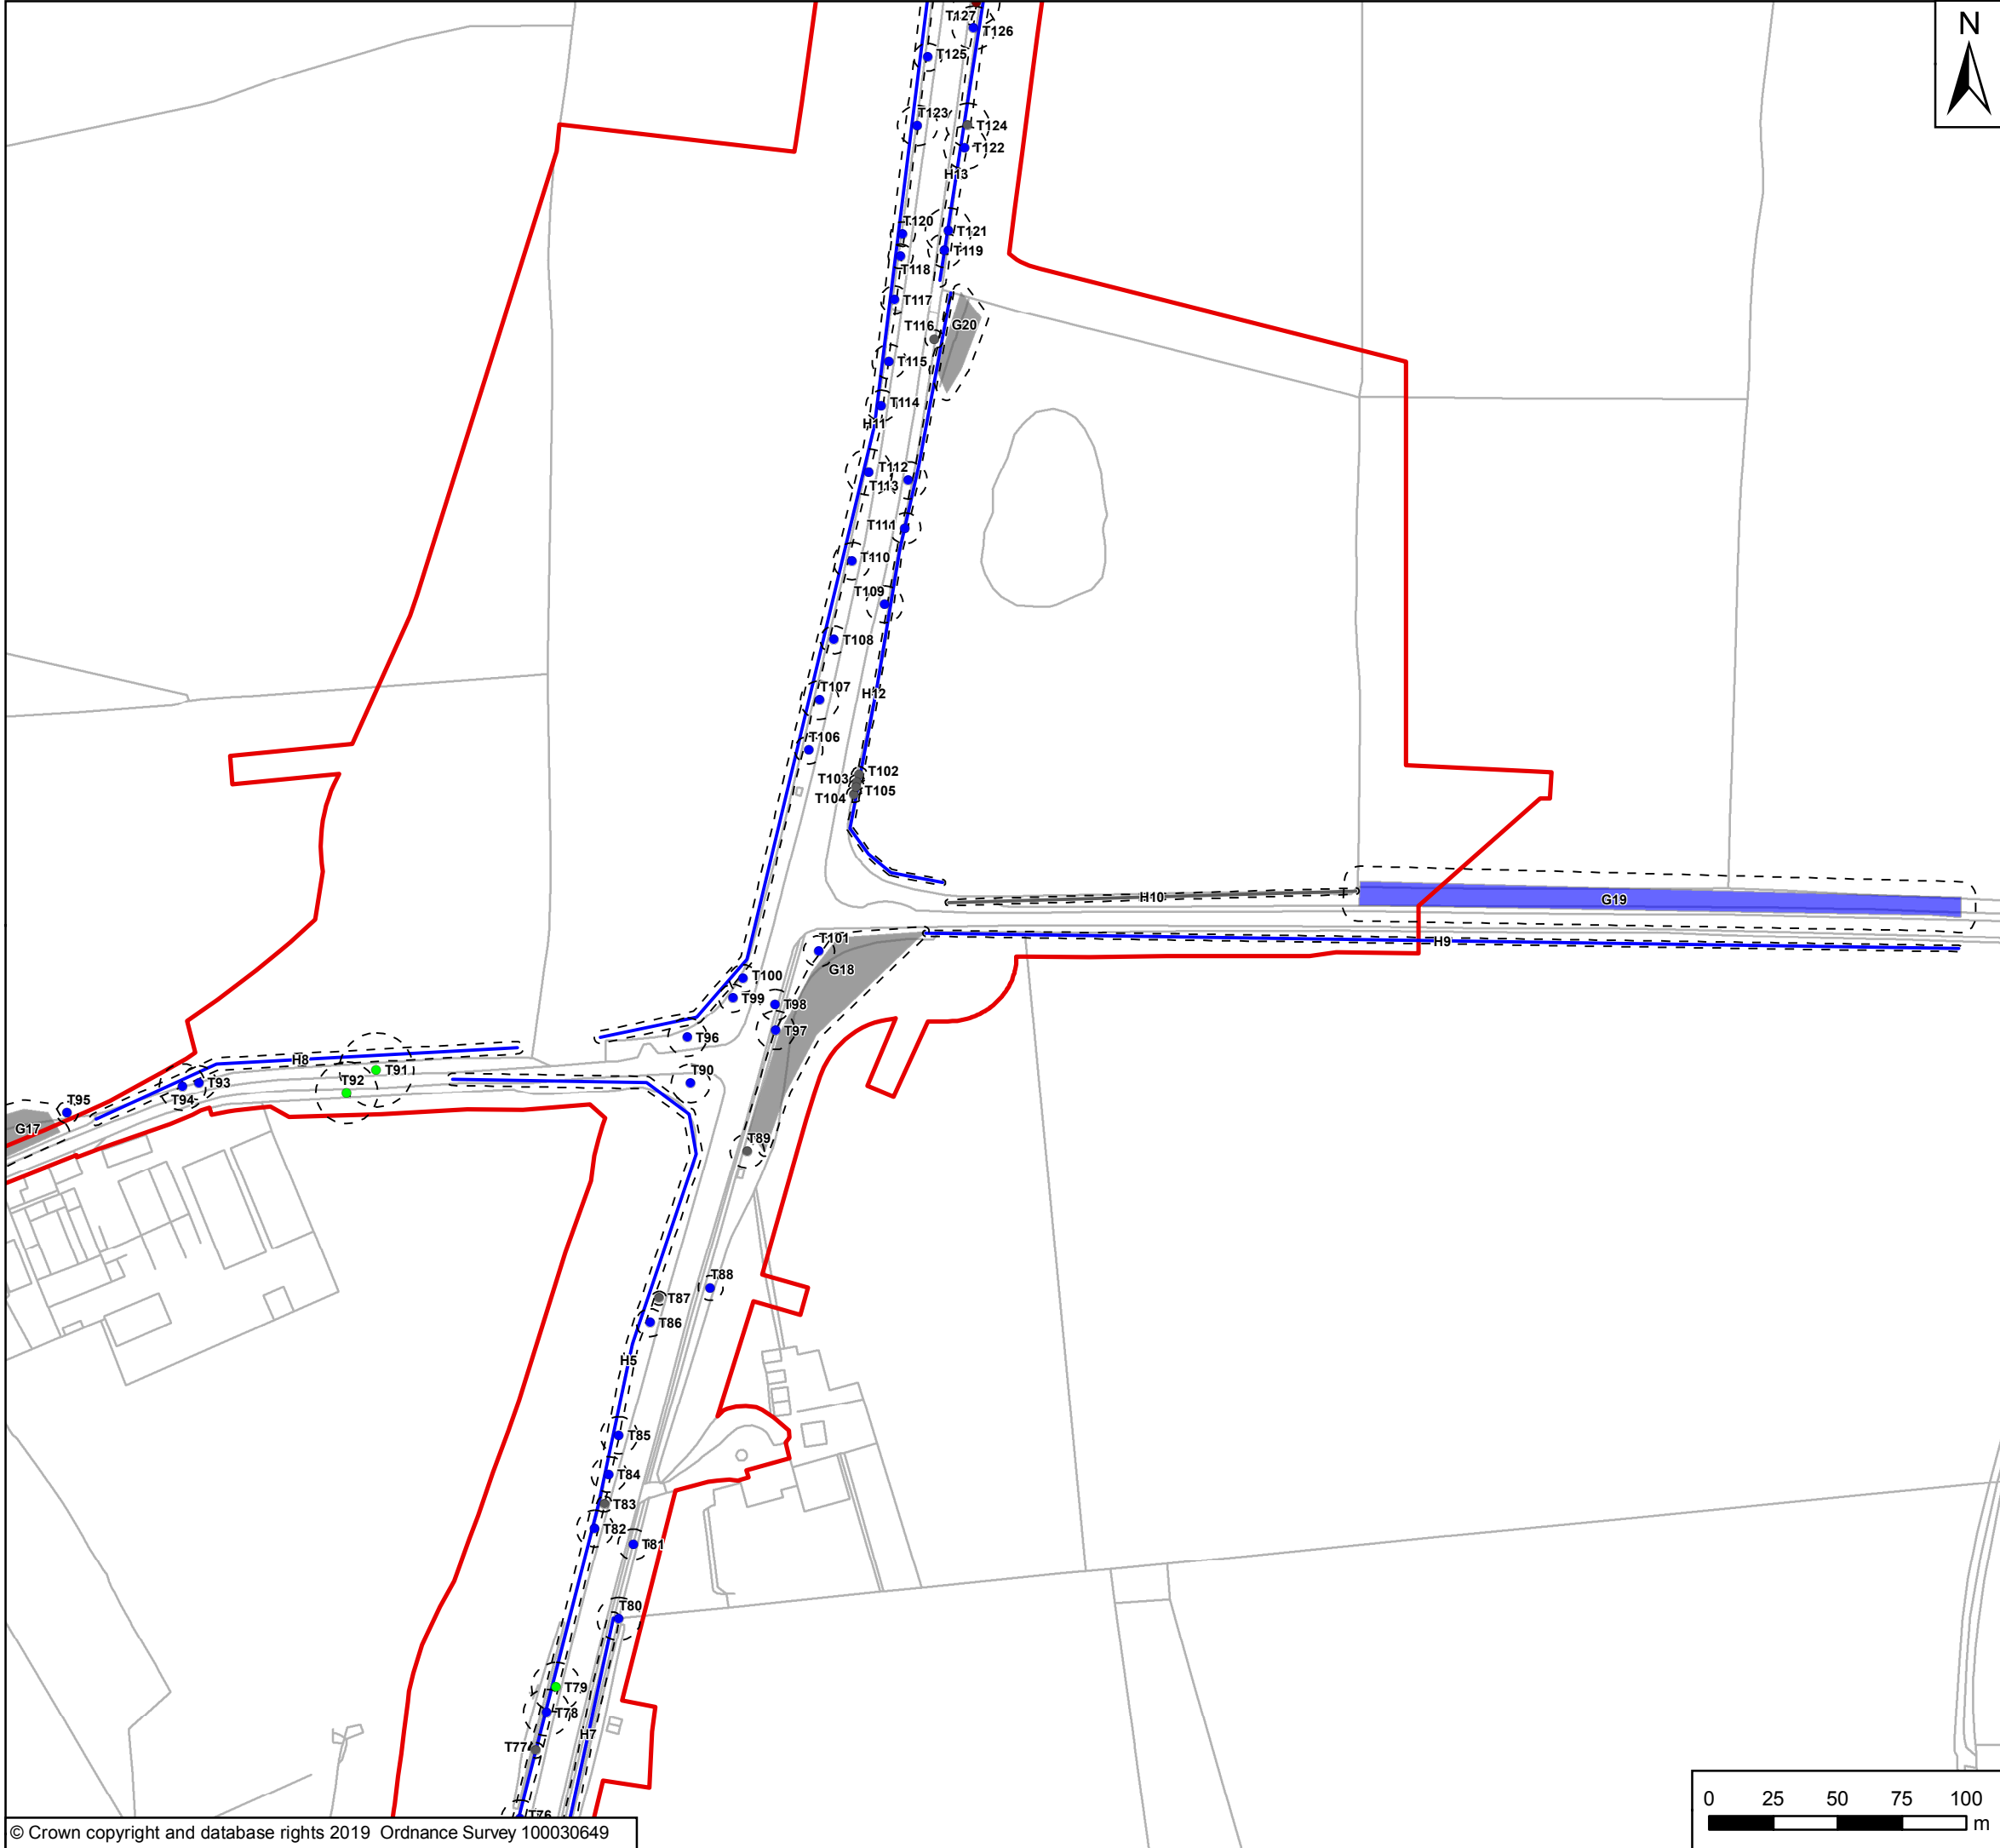 N
T127
T126
T125
T123
T124
T122
H13
T120
T121
T119
T118
T117
T116
G20
T115
T114
H11
T112
T113
T111
T110
T109
T108
T107
H12
T106
T102
T103
T105
T104
H10
G19
T101
H9
G18
T100
T99
T98
T97
T96
H8
T91
T90
T92
T93
T94
T95
G17
T89
T88
T87
T86
H5
T85
T84
T83
T82
T81
T80
T79
T78
H7
T77
T76
0 25 50 75 100
m
© Crown copyright and database rights 2019 Ordnance Survey 100030649